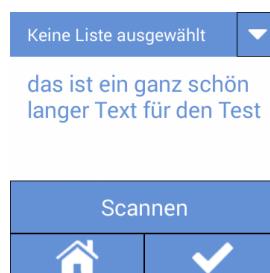 Keine Liste ausgewählt
das ist ein ganz schön
langer Text für den Test
Scannen